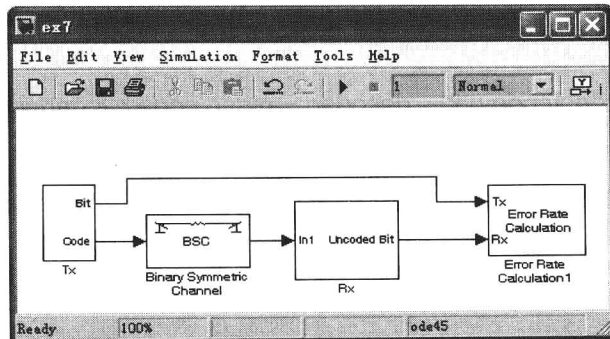 ex7
File Edit View Simulation Format Tools Help
1 Normal
Bit
Code
Tx
BSC
Binary Symmetric
Channel
In1 Uncoded Bit
Rx
Tx
Rx
Error Rate
Calculation
Error Rate
Calculation1
Ready 100% ode45